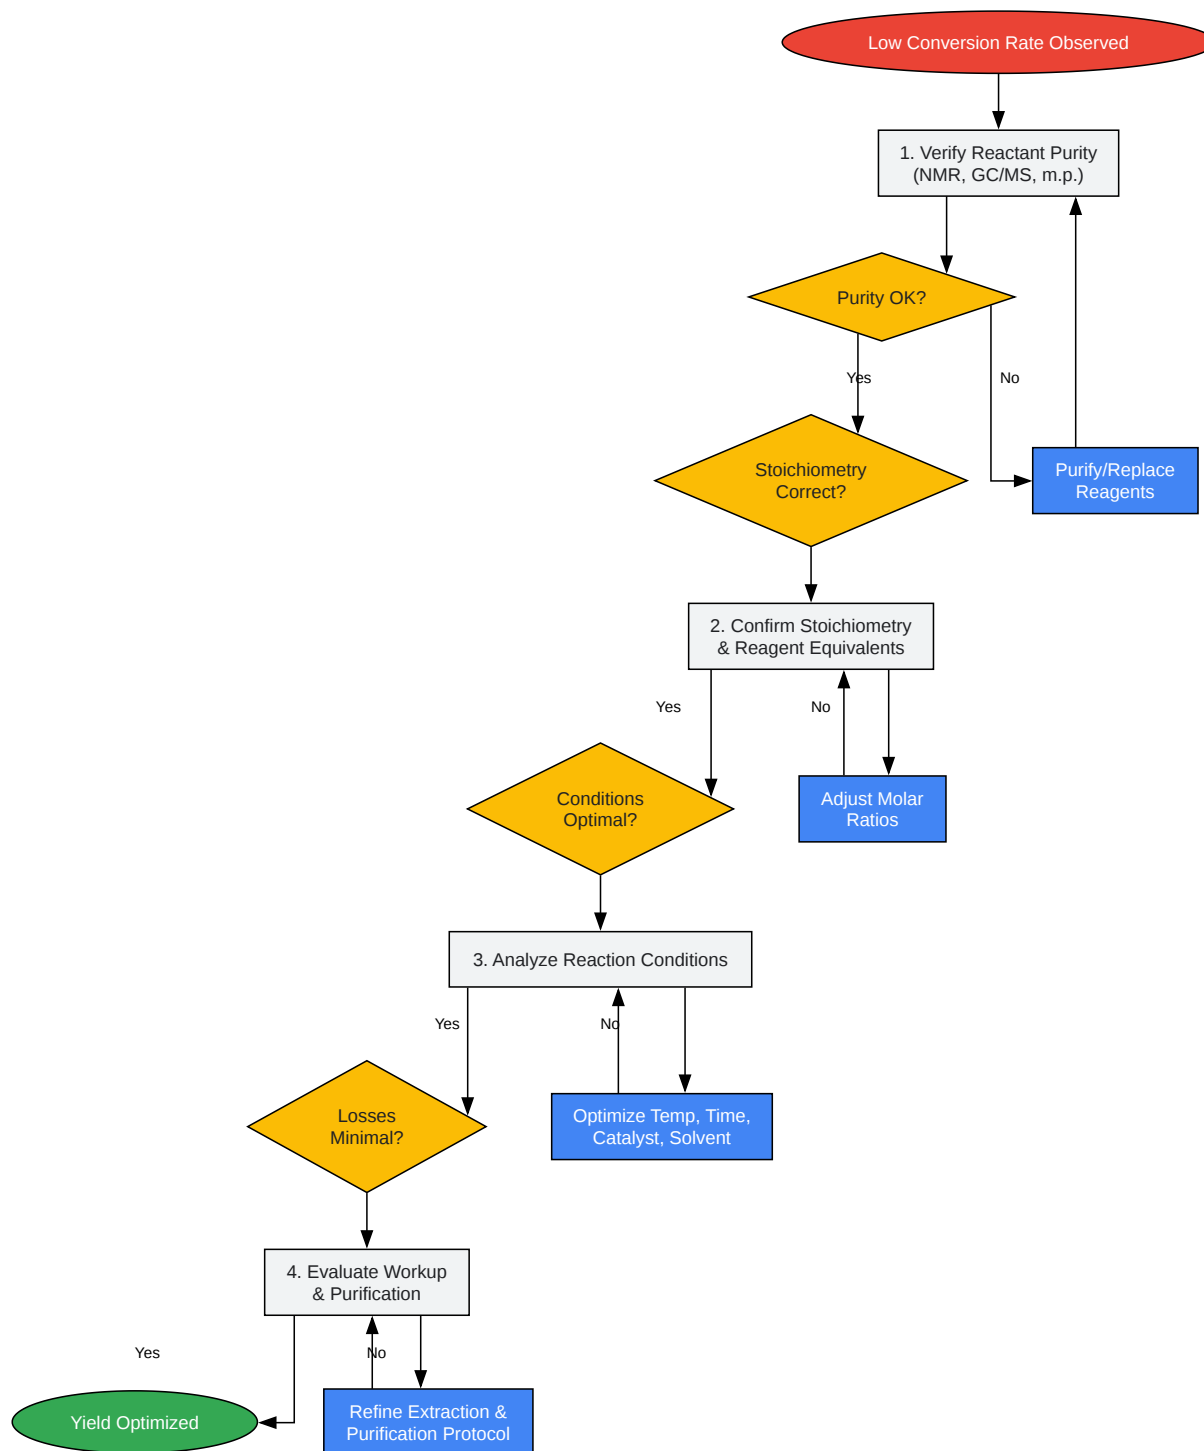 Low Conversion Rate Observed
1. Verify Reactant Purity
(NMR, GC/MS, m.p.)
Purity OK?
Yes
No
Stoichiometry
Correct?
Purify/Replace
Reagents
2. Confirm Stoichiometry
& Reagent Equivalents
Yes
No
Conditions
Optimal?
Adjust Molar
Ratios
3. Analyze Reaction Conditions
Yes
No
Losses
Minimal?
Optimize Temp, Time,
Catalyst, Solvent
4. Evaluate Workup
& Purification
Yes
No
Yield Optimized
Refine Extraction &
Purification Protocol